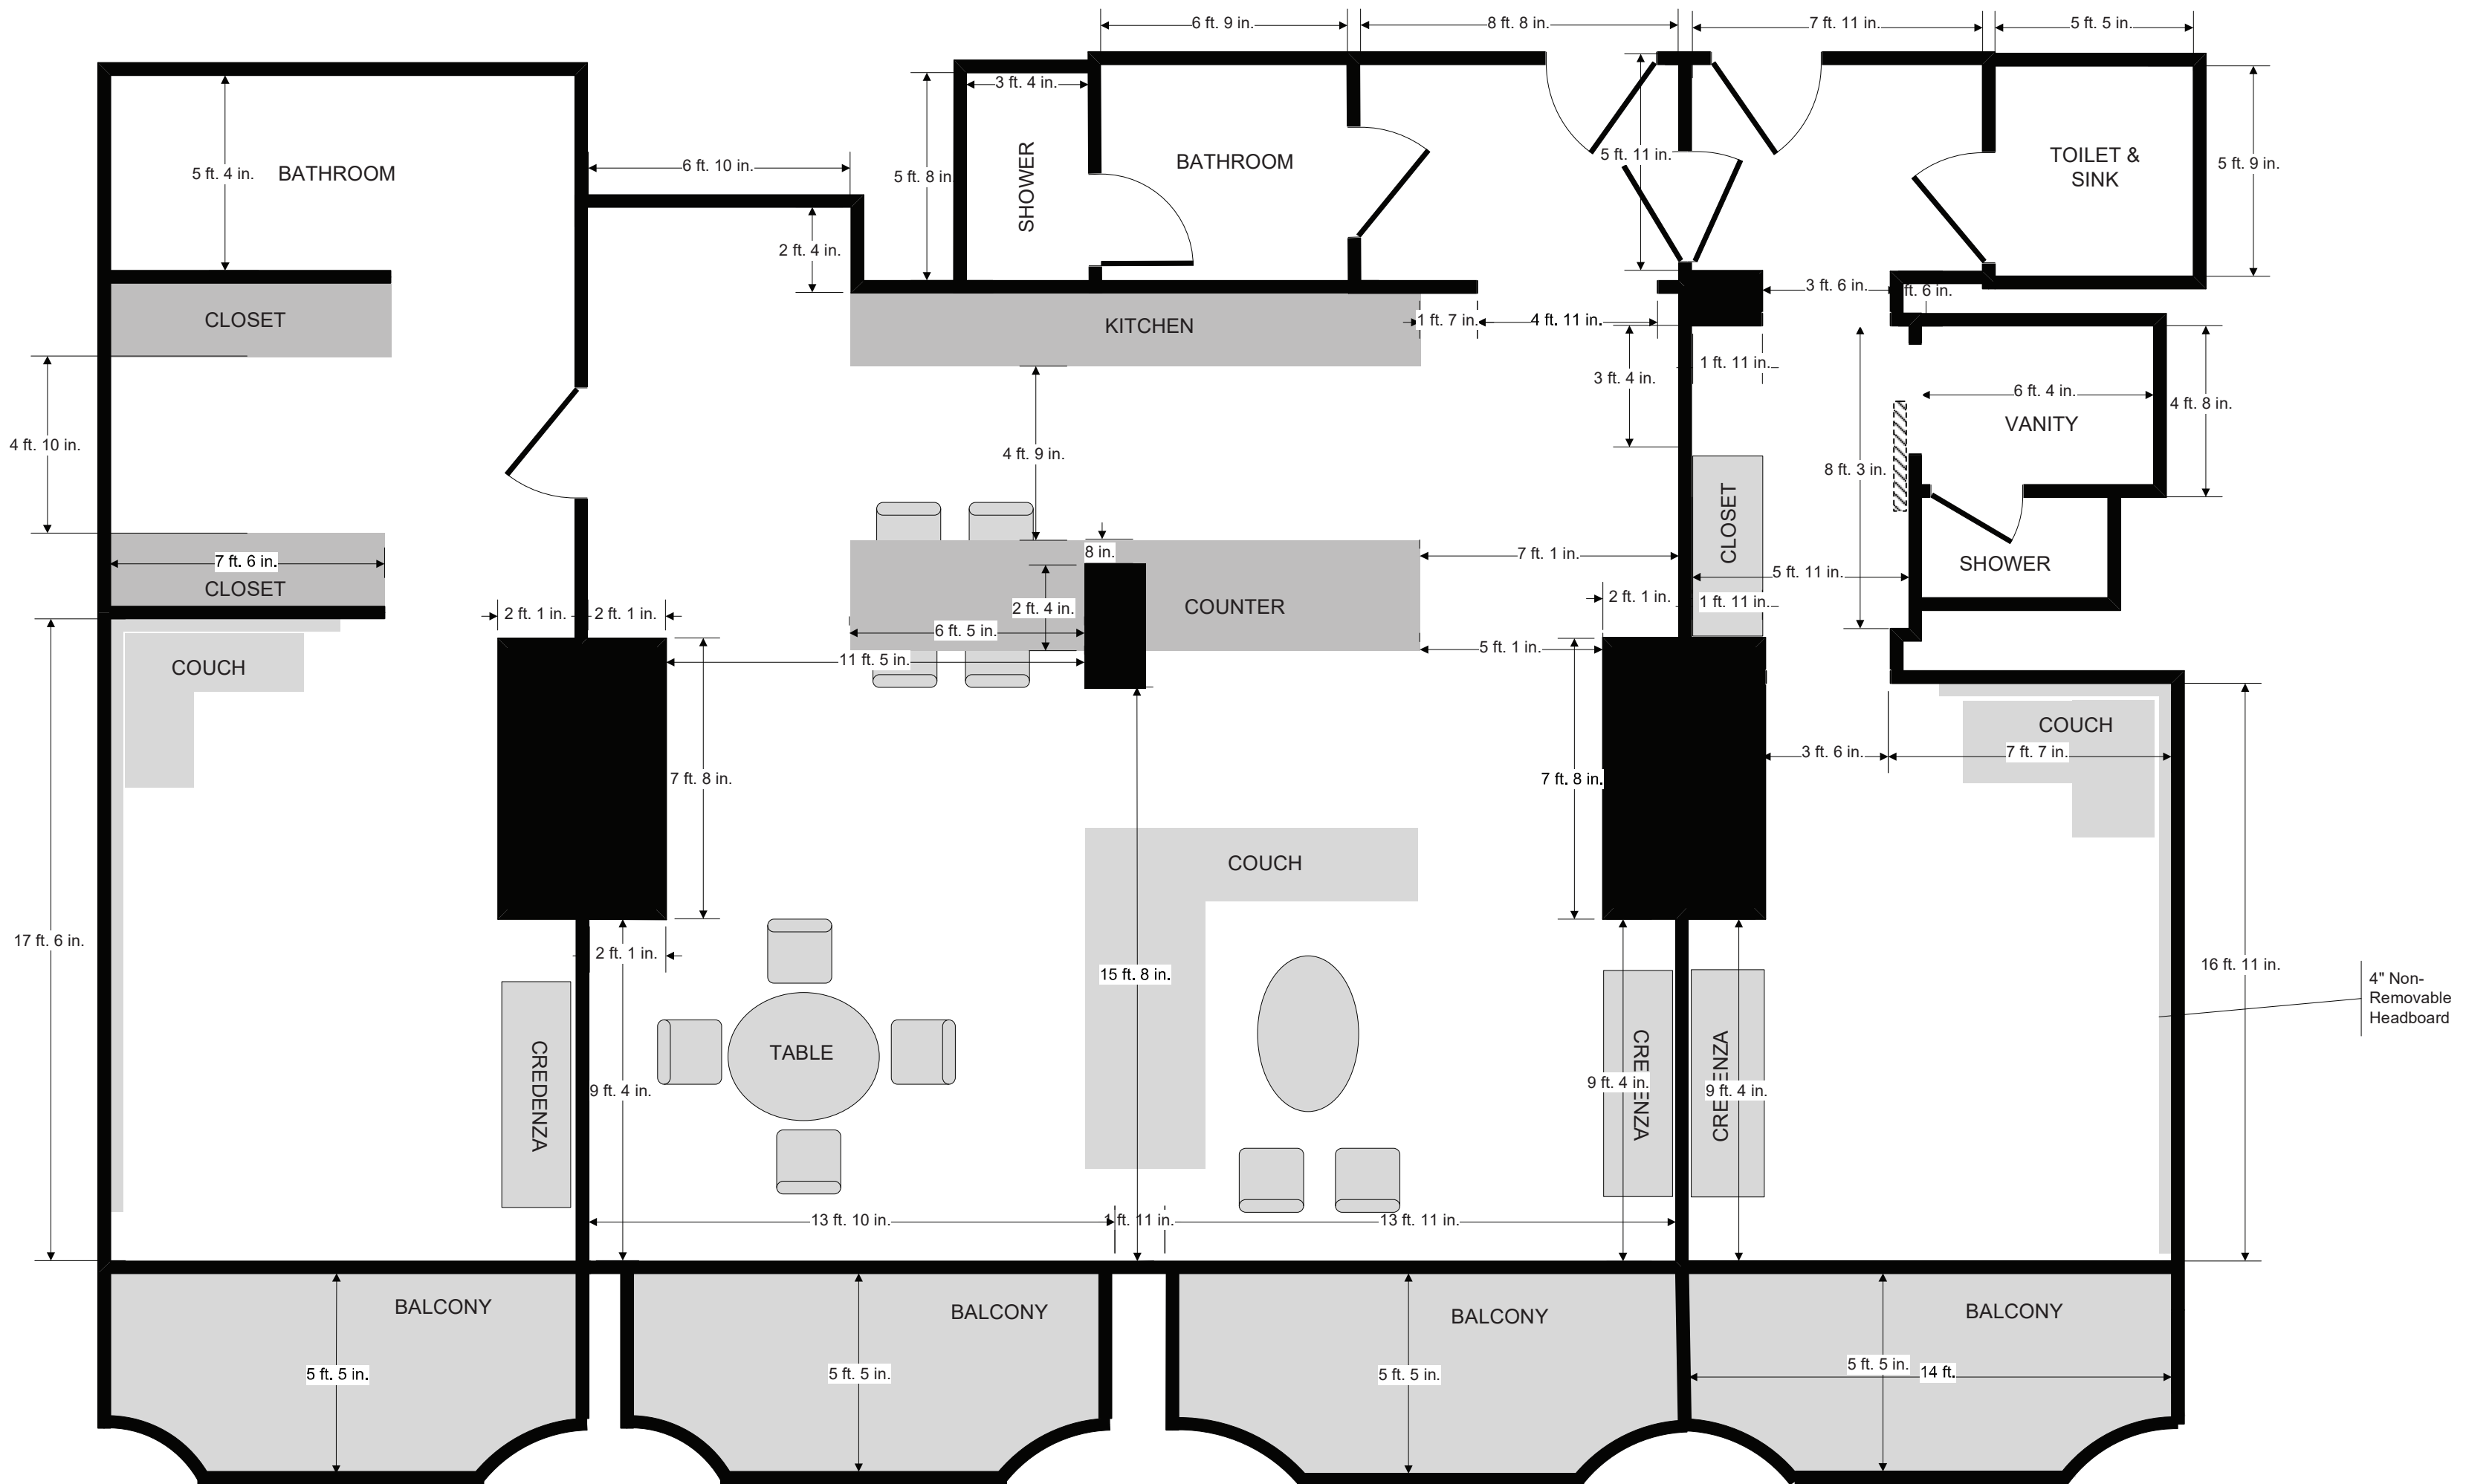 6 ft. 9 in.
8 ft. 8 in.
7 ft. 11 in.
5 ft. 5 in.
3 ft. 4 in.
5 ft. 4 in.
BATHROOM
6 ft. 10 in.
5 ft. 8 in.
SHOWER
BATHROOM
5 ft. 11 in.
TOILET &
SINK
5 ft. 9 in.
2 ft. 4 in.
3 ft. 6 in.
ft. 6 in.
CLOSET
KITCHEN
1 ft. 7 in.
4 ft. 11 in.
1 ft. 11 in.
3 ft. 4 in.
6 ft. 4 in.
4 ft. 8 in.
VANITY
4 ft. 10 in.
4 ft. 9 in.
8 ft. 3 in.
CLOSET
8 in.
7 ft. 1 in.
7 ft. 6 in.
CLOSET
SHOWER
5 ft. 11 in.
2 ft. 1 in.
2 ft. 1 in.
2 ft. 4 in.
COUNTER
2 ft. 1 in.
1 ft. 11 in.
6 ft. 5 in.
11 ft. 5 in.
5 ft. 1 in.
COUCH
COUCH
3 ft. 6 in.
7 ft. 7 in.
7 ft. 8 in.
7 ft. 8 in.
COUCH
17 ft. 6 in.
2 ft. 1 in.
15 ft. 8 in.
16 ft. 11 in.
4" Non-
Removable
Headboard
TABLE
CREDENZA
9 ft. 4 in.
9 ft. 4 in.
CREDENZA
CREDENZA
9 ft. 4 in.
13 ft. 10 in.
1 ft. 11 in.
13 ft. 11 in.
BALCONY
BALCONY
BALCONY
BALCONY
5 ft. 5 in.
5 ft. 5 in.
5 ft. 5 in.
5 ft. 5 in.
14 ft.